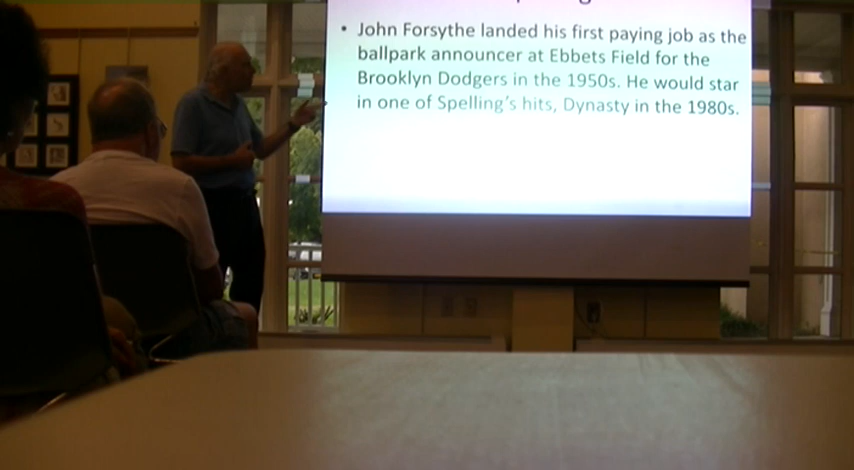 • John Forsythe landed his first paying job as the
ballpark announcer at Ebbets Field for the
Brooklyn Dodgers in the 1950s. He would star
in one of Spelling's hits, Dynasty in the 1980s.